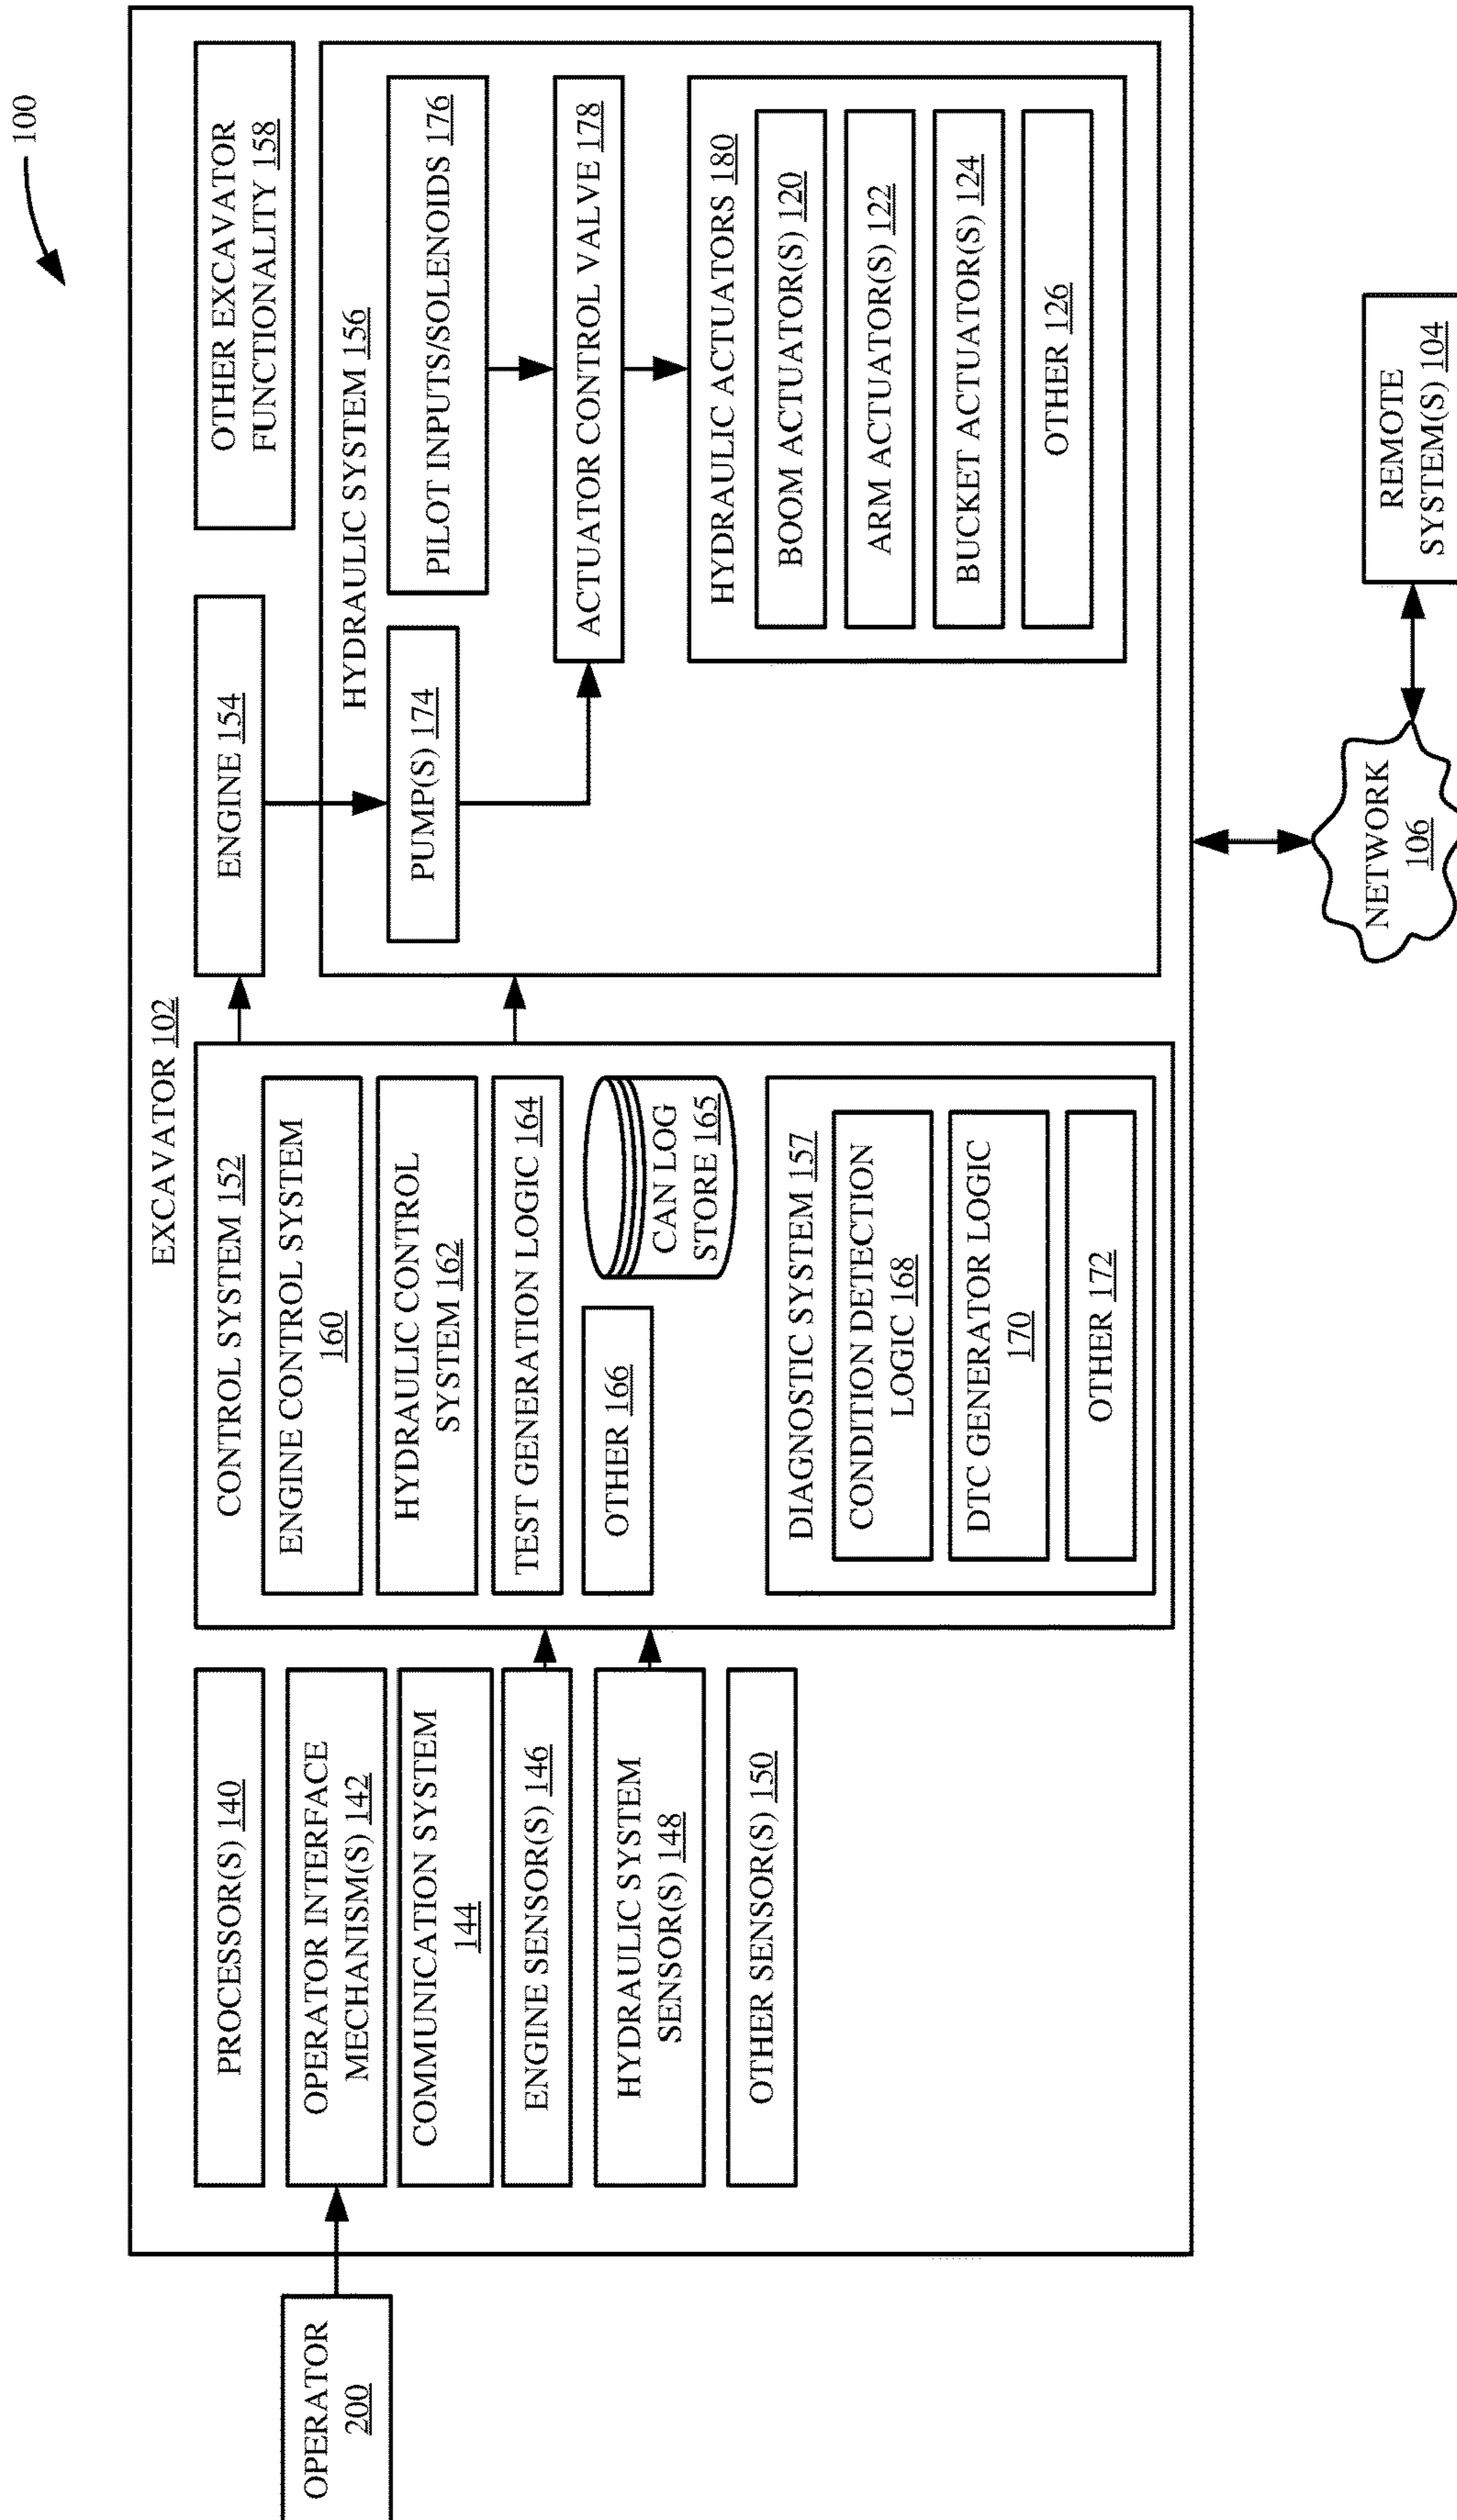 100
EXCAVATOR 102
OPERATOR
200
PROCESSOR(S) 140
OPERATOR INTERFACE
MECHANISM(S) 142
COMMUNICATION SYSTEM
144
ENGINE SENSOR(S) 146
HYDRAULIC SYSTEM
SENSOR(S) 148
OTHER SENSOR(S) 150
CONTROL SYSTEM 152
ENGINE CONTROL SYSTEM
160
HYDRAULIC CONTROL
SYSTEM 162
TEST GENERATION LOGIC 164
OTHER 166
CAN LOG
STORE 165
DIAGNOSTIC SYSTEM 157
CONDITION DETECTION
LOGIC 168
DTC GENERATOR LOGIC
170
OTHER 172
ENGINE 154
OTHER EXCAVATOR
FUNCTIONALITY 158
HYDRAULIC SYSTEM 156
PUMP(S) 174
PILOT INPUTS/SOLENOIDS 176
ACTUATOR CONTROL VALVE 178
HYDRAULIC ACTUATORS 180
BOOM ACTUATOR(S) 120
ARM ACTUATOR(S) 122
BUCKET ACTUATOR(S) 124
OTHER 126
NETWORK
106
REMOTE
SYSTEM(S) 104